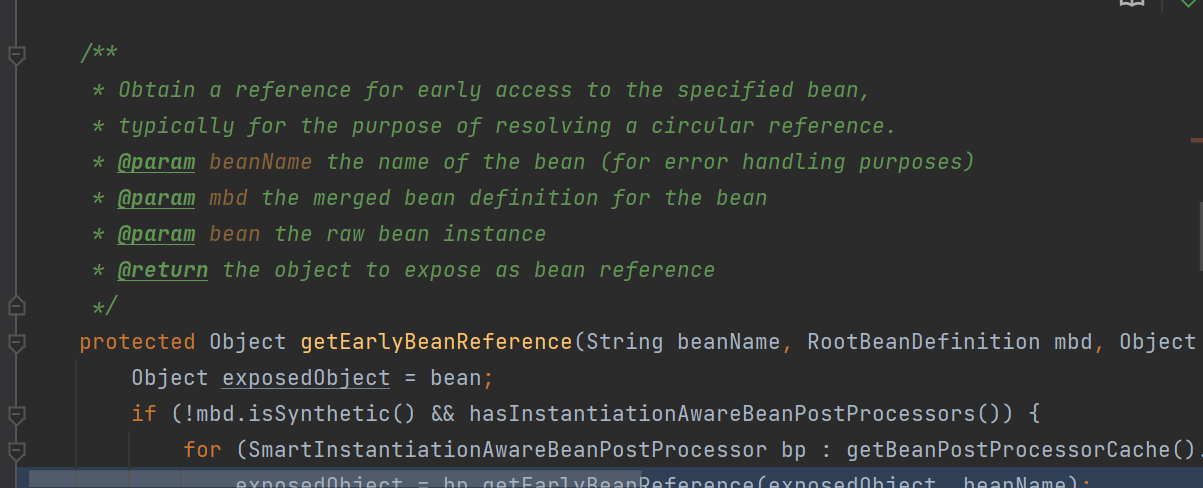 /**
* Obtain a reference for early access to the specified bean,
* typically for the purpose of resolving a circular reference.
* @param beanName the name of the bean (for error handling purposes)
* @param mbd the merged bean definition for the bean
* @param bean the raw bean instance
* @return the object to expose as bean reference
*/
protected Object getEarlyBeanReference(String beanName, RootBeanDefinition mbd, Object
Object exposedObject = bean;
if (!mbd.isSynthetic() && hasInstantiationAwareBeanPostProcessors()) {
for (SmartInstantiationAwareBeanPostProcessor bp : getBeanPostProcessorCache().
exposedObject = bp.getEarlyBeanReference(exposedObject, beanName);